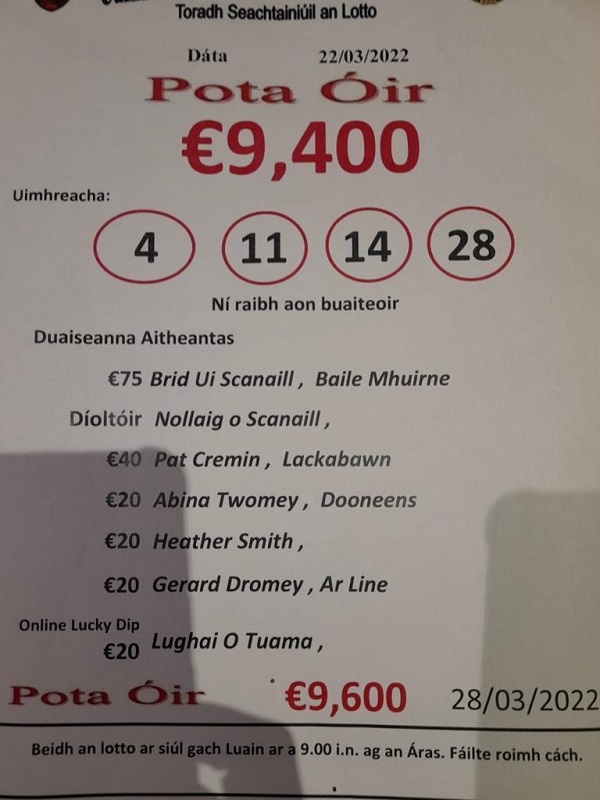 Toradh Seachtainiúil an Lotto
Dáta 22/03/2022
Pota Óir
€9,400
Uimhreacha:
4 11 14 28
Ní raibh aon buaiteoir
Duaiseanna Aitheantas
€75 Brid Ui Scanaill , Baile Mhuirne
Díoltóir Nollaig o Scanaill ,
€40 Pat Cremin , Lackabawn
€20 Abina Twomey , Dooneens
€20 Heather Smith ,
€20 Gerard Dromey , Ar Line
Online Lucky Dip
€20 Lughai O Tuama ,
Pota Óir €9,600 28/03/2022
Beidh an lotto ar siúl gach Luain ar a 9.00 i.n. ag an Áras. Fáilte roimh cách.